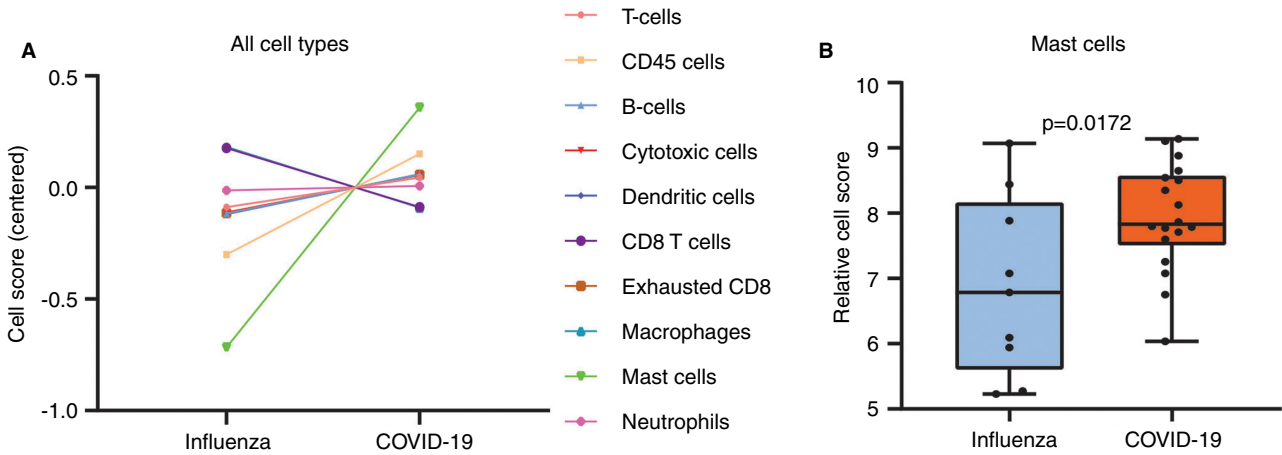 A
All cell types
Cell score (centered)
0.5
0.0
-0.5
-1.0
Influenza
COVID-19
T-cells
CD45 cells
B-cells
Cytotoxic cells
Dendritic cells
CD8 T cells
Exhausted CD8
Macrophages
Mast cells
Neutrophils
B
Mast cells
p=0.0172
Relative cell score
10
9
8
7
6
5
Influenza
COVID-19